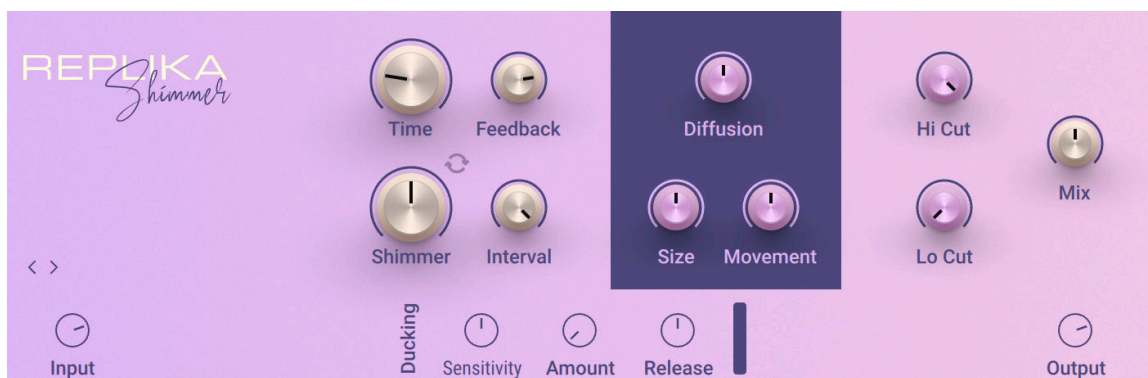 REPLIKA
Shimmer
Time Feedback
Diffusion
Hi Cut
Mix
Shimmer Interval
Size Movement
Lo Cut
Input
Ducking
Sensitivity Amount Release
Output